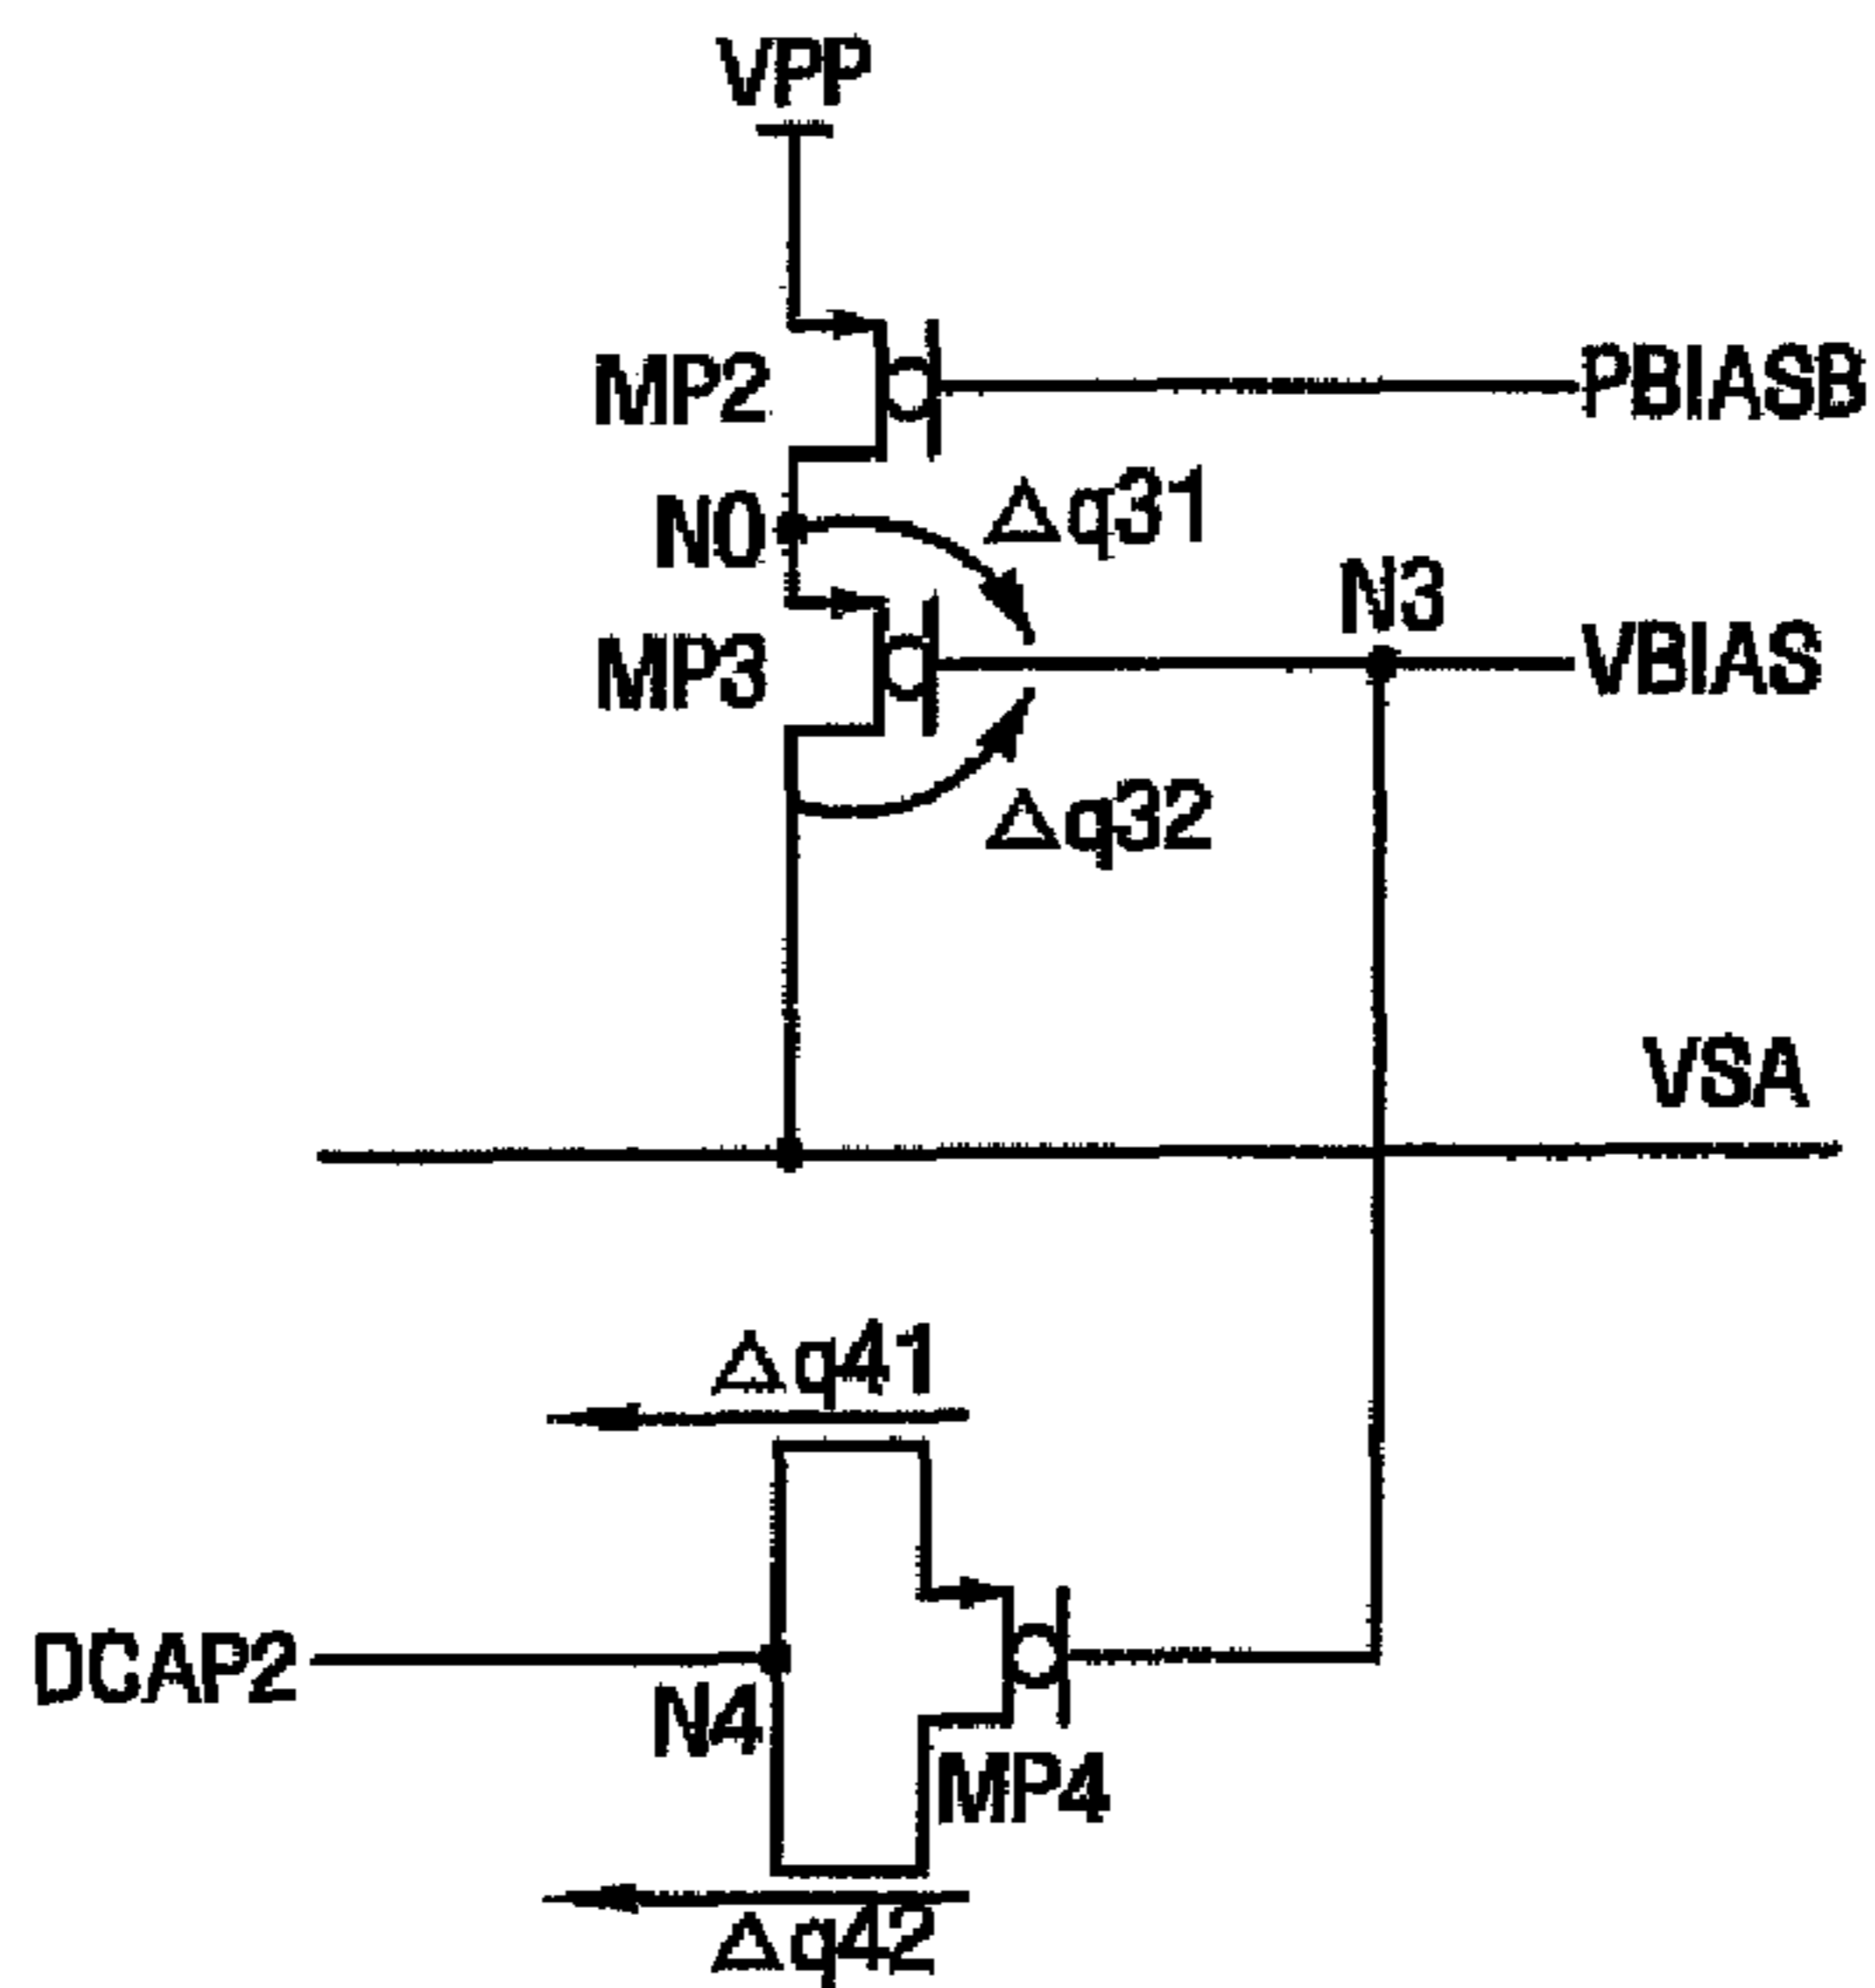 VPP
MP2
PBIASB
N0
Δq31
N3
MP3
VBIAS
Δq32
VSA
Δq41
DCAP2
N4
MP4
Δq42